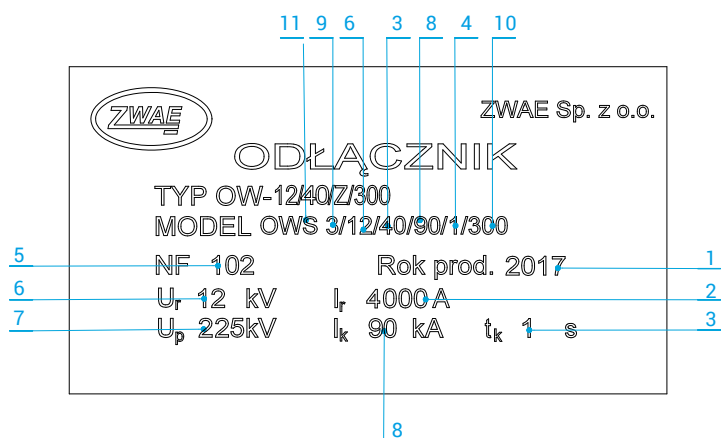 11 9 6 3 8 4 10
ZWAE
ZWAE Sp. z o.o.
ODŁĄCZNIK
TYP OW-12/40/Z/300
MODEL OWS 3/12/40/90/1/300
5 NF 102 Rok prod. 2017 1
6 Ur 12 kV Ir 4000A 2
7 Up 225kV Ik 90 kA tk 1 s 3
8